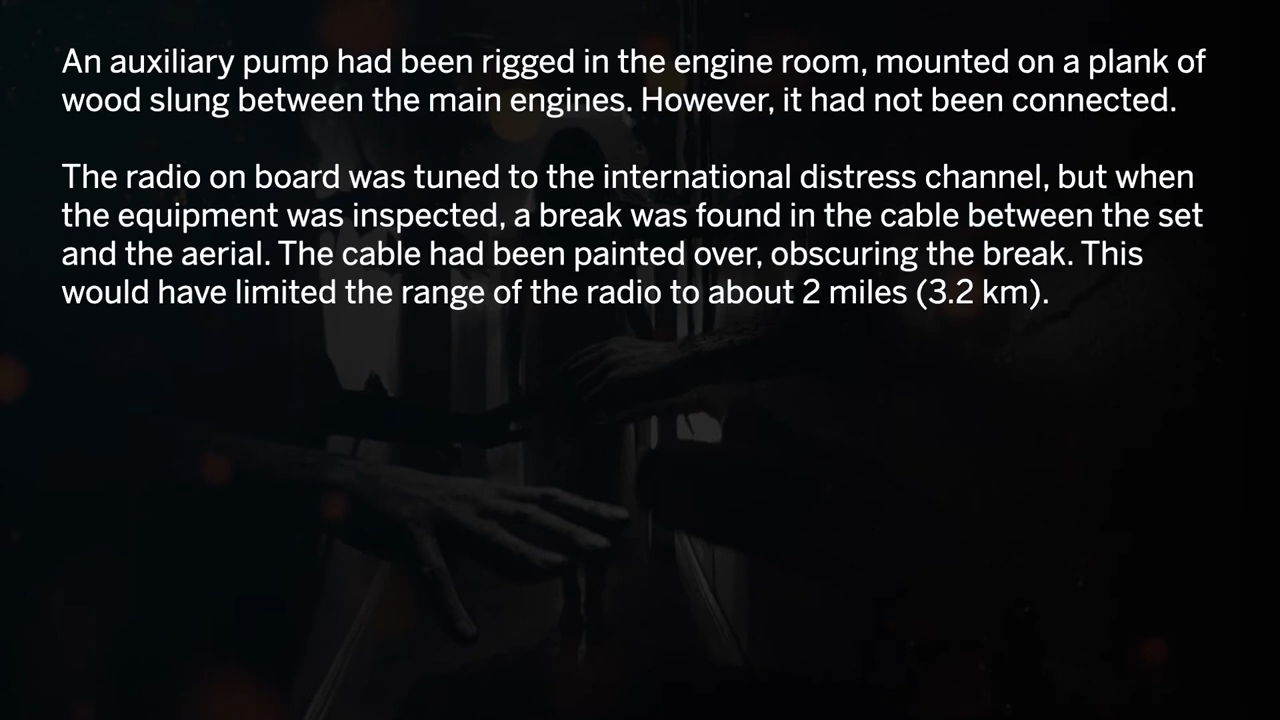 An auxiliary pump had been rigged in the engine room, mounted on a plank of
wood slung between the main engines. However, it had not been connected.
The radio on board was tuned to the international distress channel, but when
the equipment was inspected, a break was found in the cable between the set
and the aerial. The cable had been painted over, obscuring the break. This
would have limited the range of the radio to about 2 miles (3.2 km).